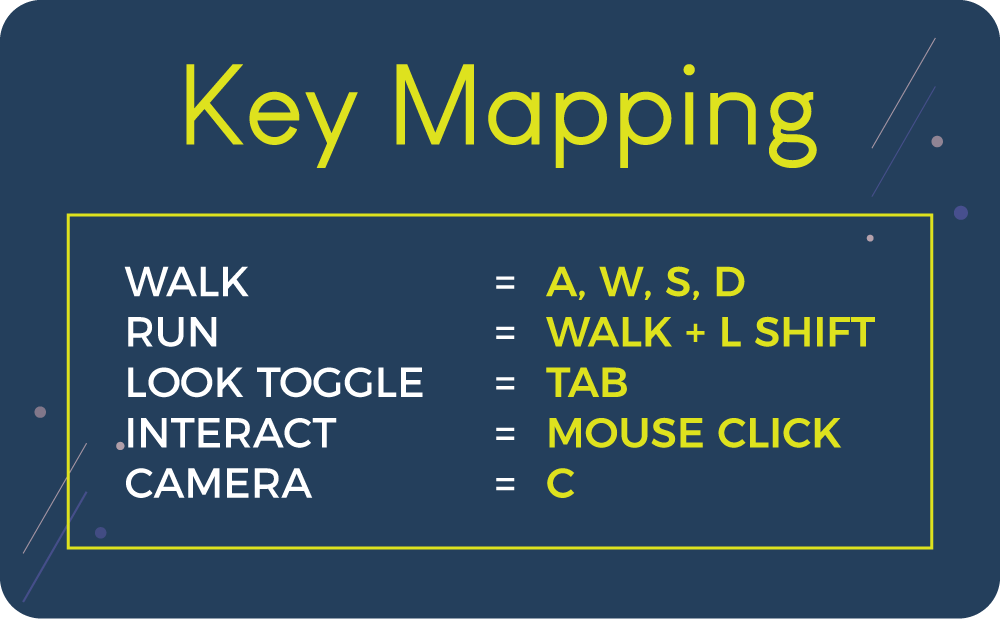 Key Mapping
WALK = A, W, S, D
RUN = WALK + L SHIFT
LOOK TOGGLE = TAB
INTERACT = MOUSE CLICK
CAMERA = C